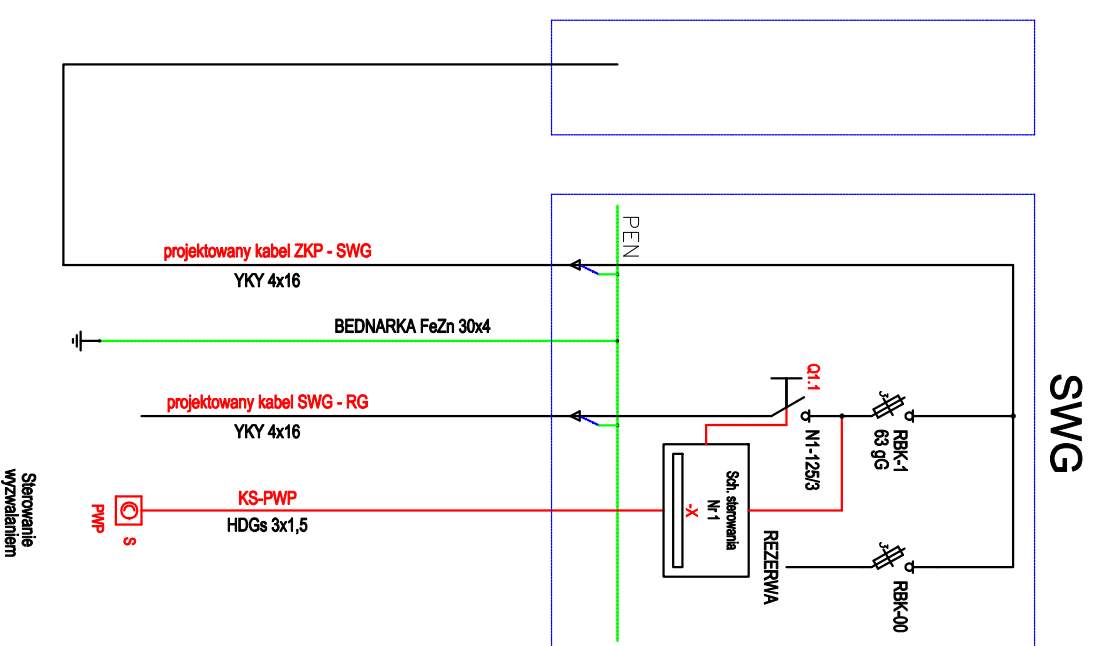 PEN
projektowany kabel ZKP - SWG
YKY 4x16
BEDNARKA FeZn 30x4
projektowany kabel SWG - RG
YKY 4x16
KS-PWP
HDGs 3x1,5
Sterowanie
wyzwalaniem
PWP
S
Q1.1
N1-125/3
RBK-1
63 gG
3
SWG
Sch. sterowania
Nr 1
-X
REZERWA
RBK-00
3